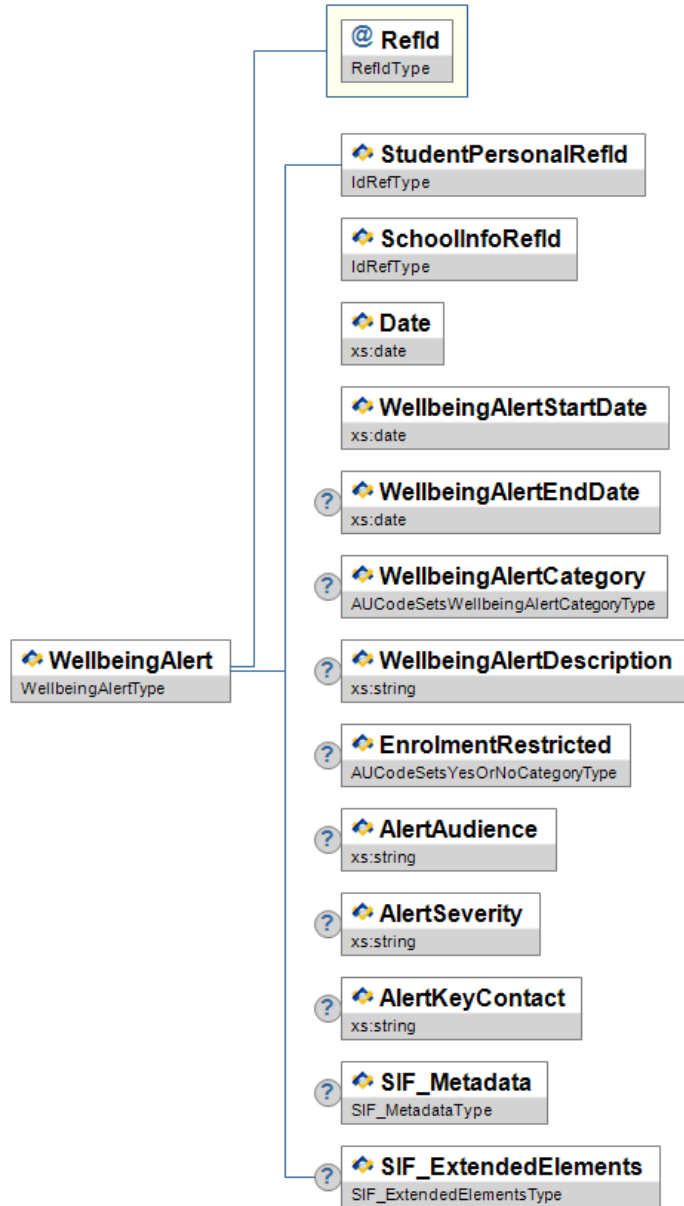 @ RefId
RefIdType
StudentPersonalRefId
IdRefType
SchoolInfoRefId
IdRefType
Date
xs:date
WellbeingAlertStartDate
xs:date
? WellbeingAlertEndDate
xs:date
? WellbeingAlertCategory
AUCodeSetsWellbeingAlertCategoryType
WellbeingAlert
WellbeingAlertType
? WellbeingAlertDescription
xs:string
? EnrolmentRestricted
AUCodeSetsYesOrNoCategoryType
? AlertAudience
xs:string
? AlertSeverity
xs:string
? AlertKeyContact
xs:string
? SIF_Metadata
SIF_MetadataType
? SIF_ExtendedElements
SIF_ExtendedElementsType